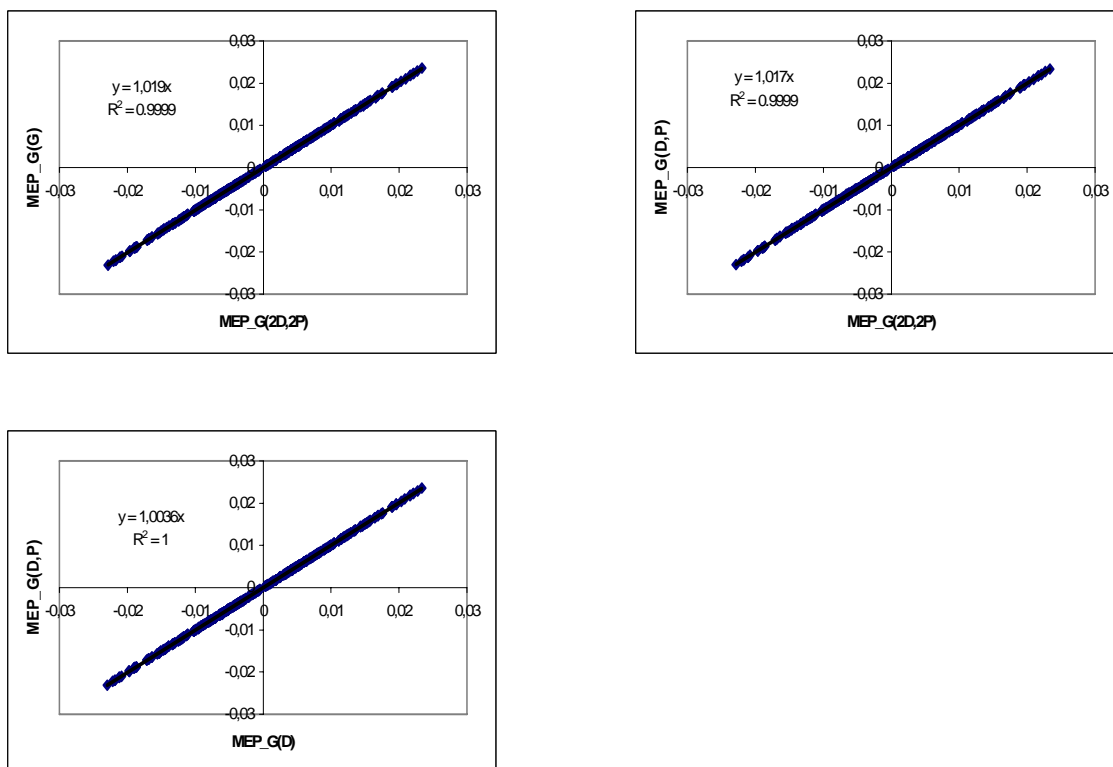 0,03
0,02
0,01
0
-0,01
-0,02
-0,03
-0,03 -0,02 -0,01 0 0,01 0,02 0,03
y = 1,019x
R² = 0.9999
MEP_G(G)
MEP_G(2D,2P)
0,03
0,02
0,01
0
-0,01
-0,02
-0,03
-0,03 -0,02 -0,01 0 0,01 0,02 0,03
y = 1,017x
R² = 0.9999
MEP_G(D,P)
MEP_G(2D,2P)
0,03
0,02
0,01
0
-0,01
-0,02
-0,03
-0,03 -0,02 -0,01 0 0,01 0,02 0,03
y = 1,0036x
R² = 1
MEP_G(D,P)
MEP_G(D)